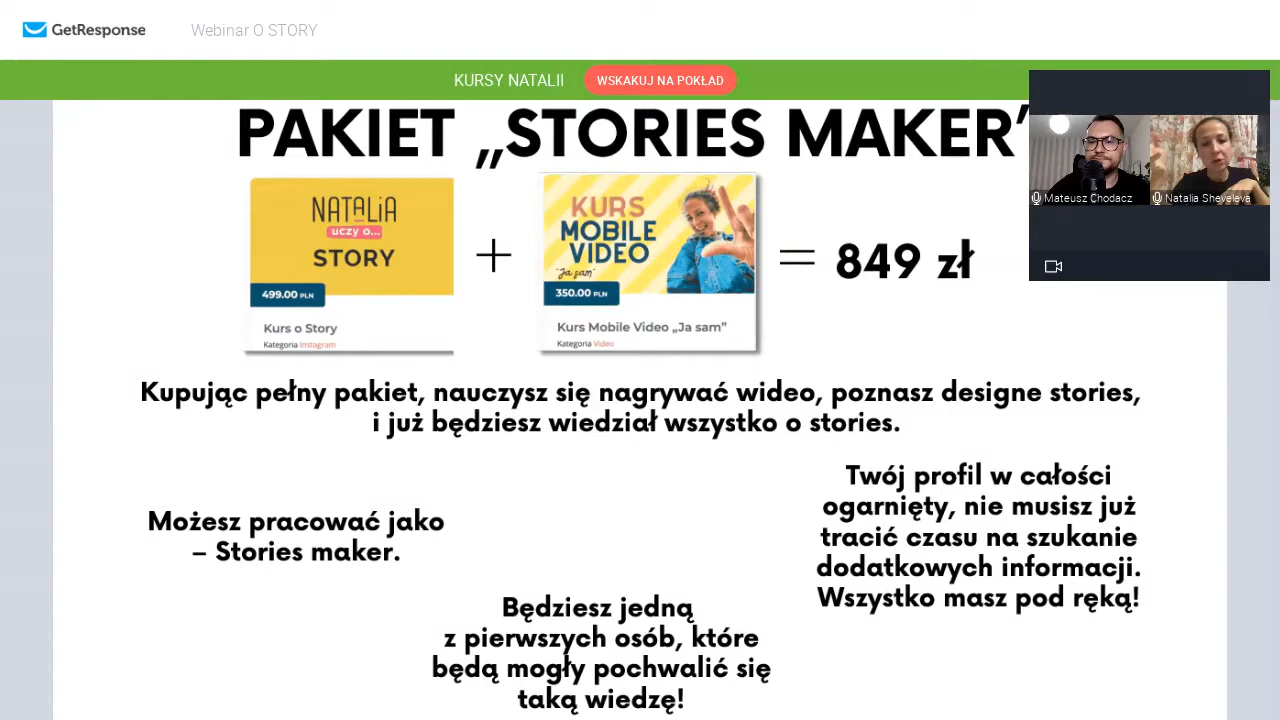 GetResponse
Webinar O STORY
KURSY NATALII
WSKAKUJ NA POKŁAD
PAKIET „STORIES MAKER"
Mateusz Chodacz
Natalia Sheveleva
NATALIA
uczy o...
STORY
499.00 PLN
Kurs o Story
Kategoria Instagram
+
KURS
MOBILE
VIDEO
"Ja sam"
350.00 PLN
Kurs Mobile Video „Ja sam”
Kategoria Video
= 849 zł
Kupując pełny pakiet, nauczysz się nagrywać wideo, poznasz designe stories,
i już będziesz wiedział wszystko o stories.
Możesz pracować jako
– Stories maker.
Twój profil w całości
ogarnięty, nie musisz już
tracić czasu na szukanie
dodatkowych informacji.
Wszystko masz pod ręką!
Będziesz jedną
z pierwszych osób, które
będą mogły pochwalić się
taką wiedzę!